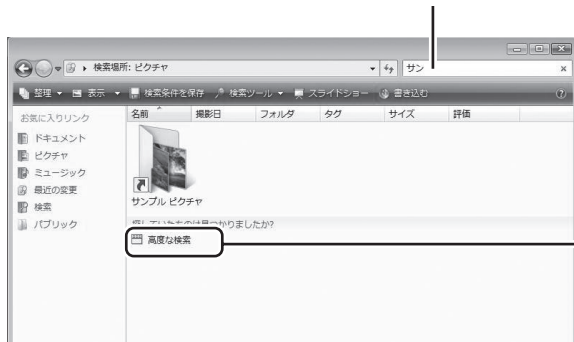 検索場所: ピクチャ
サン
整理 表示 検索条件を保存 検索ツール スライドショー 書き込む
お気に入りリンク
ドキュメント
ピクチャ
ミュージック
最近の変更
検索
パブリック
名前 撮影日 フォルダ タグ サイズ 評価
サンプル ピクチャ
探していたものは見つかりましたか?
高度な検索